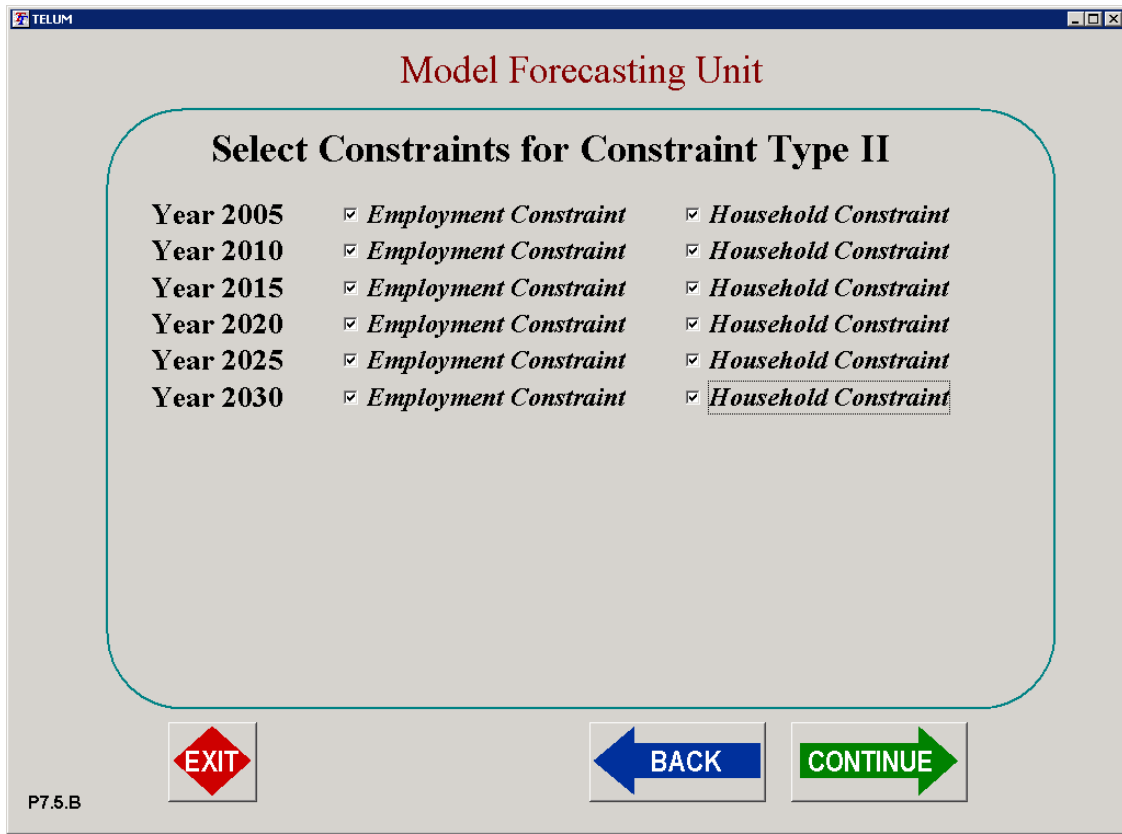 TELUM
Model Forecasting Unit
Select Constraints for Constraint Type II
Year 2005 Employment Constraint Household Constraint
Year 2010 Employment Constraint Household Constraint
Year 2015 Employment Constraint Household Constraint
Year 2020 Employment Constraint Household Constraint
Year 2025 Employment Constraint Household Constraint
Year 2030 Employment Constraint Household Constraint
EXIT BACK CONTINUE
P7.5.B